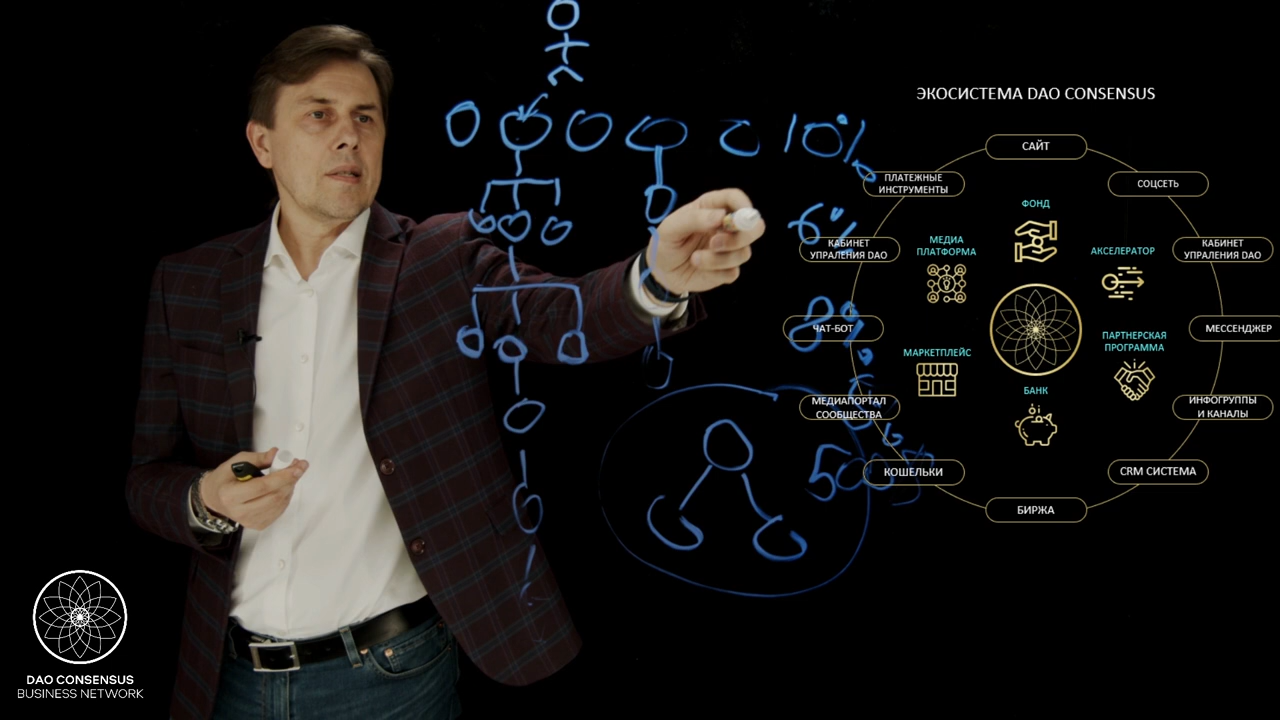 ЭКОСИСТЕМА DAO CONSENSUS
САЙТ
ПЛАТЕЖНЫЕ
ИНСТРУМЕНТЫ
СОЦСЕТЬ
ФОНД
МЕДИА
ПЛАТФОРМА
АКСЕЛЕРАТОР
КАБИНЕТ
УПРАЛЕНИЯ DAO
КАБИНЕТ
УПРАЛЕНИЯ DAO
ЧАТ-БОТ
МЕССЕНДЖЕР
МАРКЕТПЛЕЙС
ПАРТНЕРСКАЯ
ПРОГРАММА
БАНК
МЕДИАПОРТАЛ
СООБЩЕСТВА
ИНФОГРУППЫ
И КАНАЛЫ
КОШЕЛЬКИ
CRM СИСТЕМА
БИРЖА
10%
6%
8%
DAO CONSENSUS
BUSINESS NETWORK